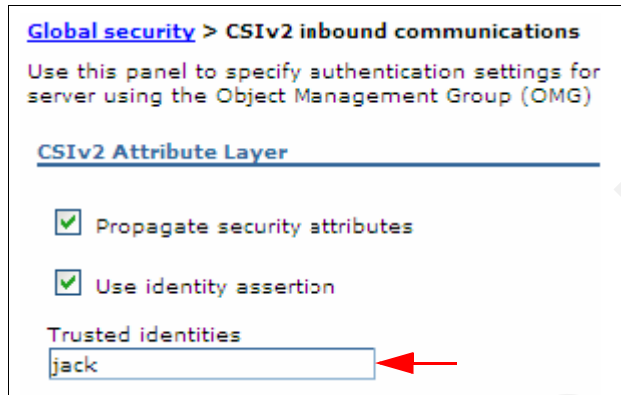 Global security > CSIv2 inbound communications
Use this panel to specify authentication settings for
server using the Object Management Group (OMG)
CSIv2 Attribute Layer
Propagate security attributes
Use identity assertion
Trusted identities
jack